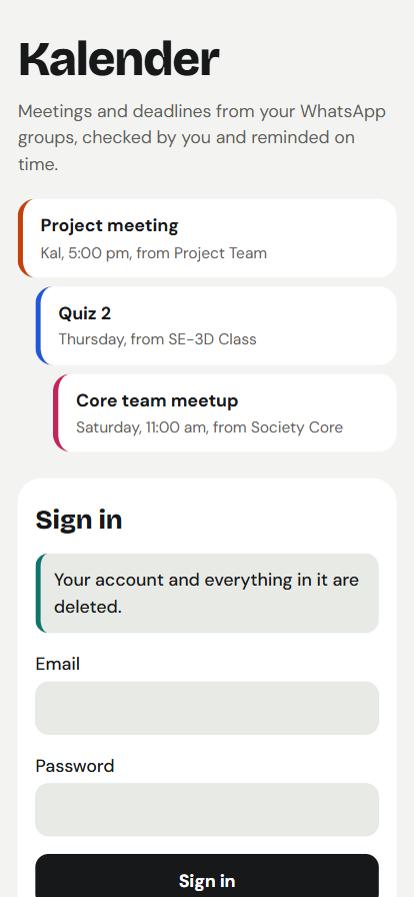 Kalender
Meetings and deadlines from your WhatsApp
groups, checked by you and reminded on
time.
Project meeting
Kal, 5:00 pm, from Project Team
Quiz 2
Thursday, from SE-3D Class
Core team meetup
Saturday, 11:00 am, from Society Core
Sign in
Your account and everything in it are
deleted.
Email
Password
Sign in